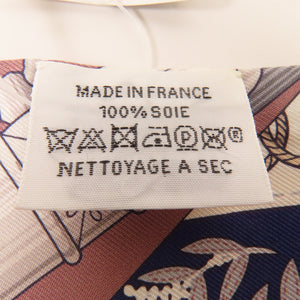 MADE IN FRANCE
100% SOIE
P ®
NETTOYAGE A SEC